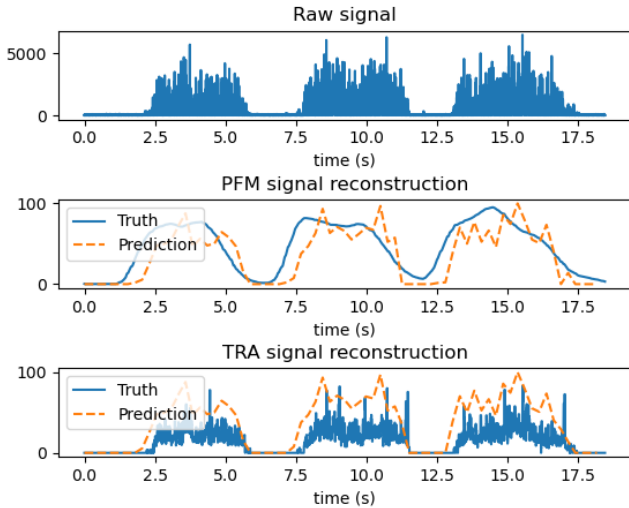 Raw signal
5000
0
0.0 2.5 5.0 7.5 10.0 12.5 15.0 17.5
time (s)
PFM signal reconstruction
100
0
Truth
Prediction
0.0 2.5 5.0 7.5 10.0 12.5 15.0 17.5
time (s)
TRA signal reconstruction
100
0
Truth
Prediction
0.0 2.5 5.0 7.5 10.0 12.5 15.0 17.5
time (s)